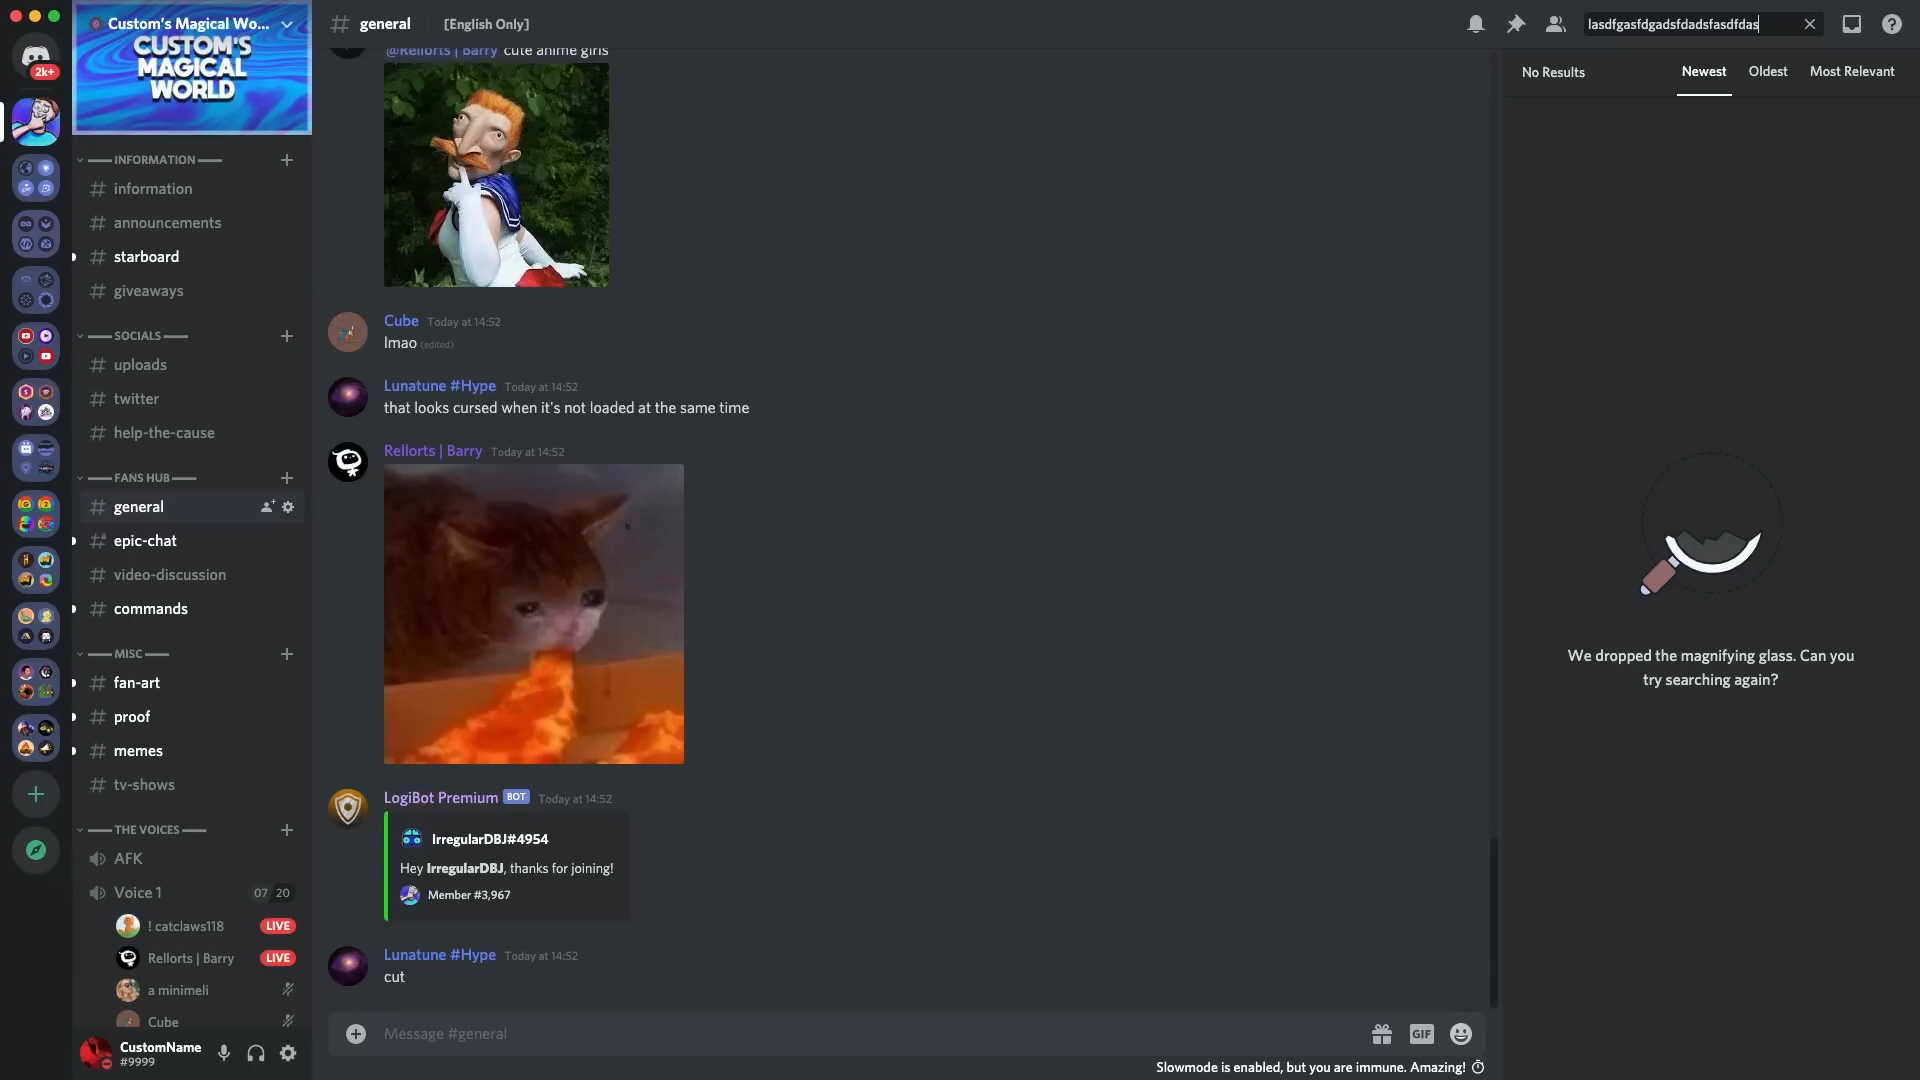 Custom's Magical Wo...
CUSTOM'S
MAGICAL
WORLD
2k+
INFORMATION
information
announcements
starboard
giveaways
SOCIALS
uploads
twitter
help-the-cause
FANS HUB
general
epic-chat
video-discussion
commands
MISC
fan-art
proof
memes
tv-shows
THE VOICES
AFK
Voice 1 07 20
! catclaws118 LIVE
Rellorts | Barry LIVE
a minimeli
Cube
CustomName
#9999
general [English Only]
@Rellorts | Barry cute anime girls
Cube Today at 14:52
lmao (edited)
Lunatune #Hype Today at 14:52
that looks cursed when it's not loaded at the same time
Rellorts | Barry Today at 14:52
LogiBot Premium BOT Today at 14:52
IrregularDBJ#4954
Hey IrregularDBJ, thanks for joining!
Member #3,967
Lunatune #Hype Today at 14:52
cut
Message #general
GIF
Slowmode is enabled, but you are immune. Amazing!
lasdfgasfdgadsfdadsfasdfdas
No Results Newest Oldest Most Relevant
We dropped the magnifying glass. Can you
try searching again?